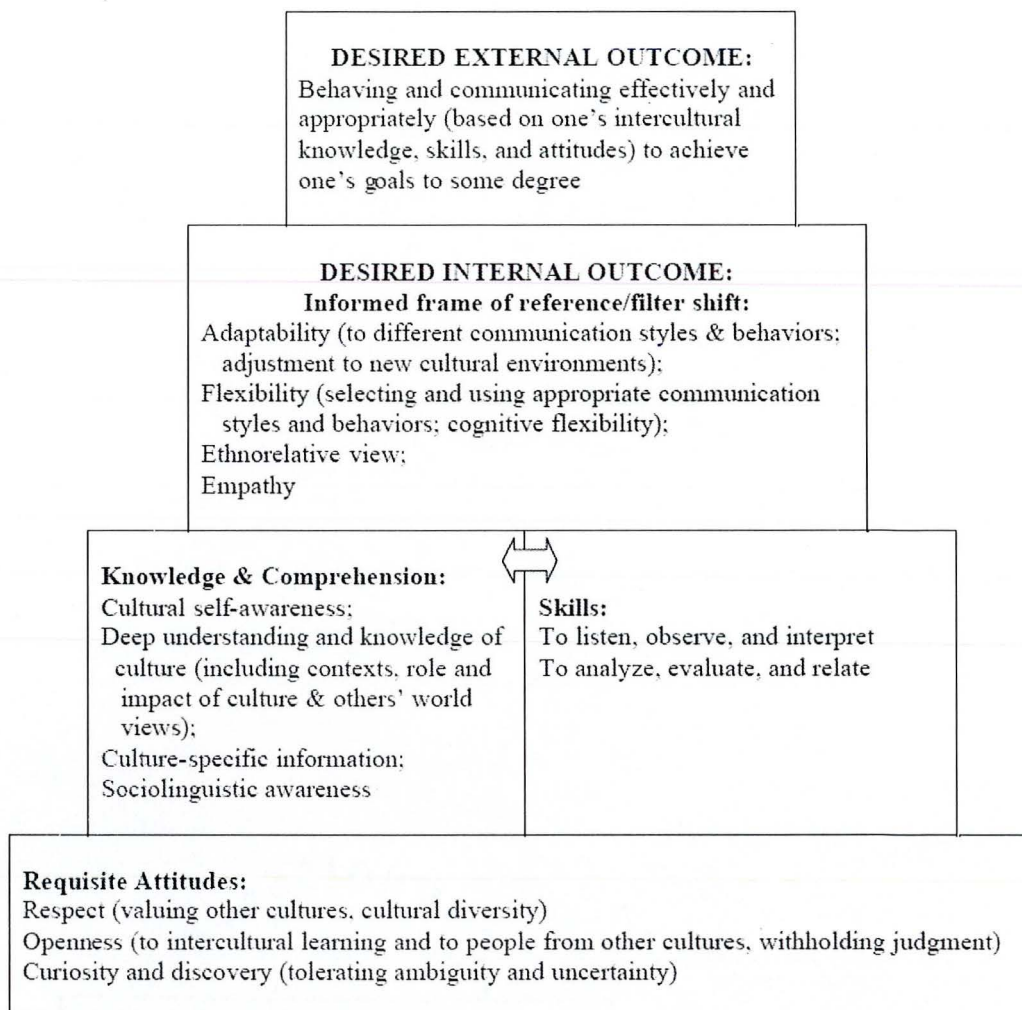 DESIRED EXTERNAL OUTCOME:
Behaving and communicating effectively and
appropriately (based on one's intercultural
knowledge, skills, and attitudes) to achieve
one's goals to some degree
DESIRED INTERNAL OUTCOME:
Informed frame of reference/filter shift:
Adaptability (to different communication styles & behaviors;
adjustment to new cultural environments);
Flexibility (selecting and using appropriate communication
styles and behaviors; cognitive flexibility);
Ethnorelative view;
Empathy
Knowledge & Comprehension:
Cultural self-awareness;
Deep understanding and knowledge of
culture (including contexts, role and
impact of culture & others' world
views);
Culture-specific information;
Sociolinguistic awareness
Skills:
To listen, observe, and interpret
To analyze, evaluate, and relate
Requisite Attitudes:
Respect (valuing other cultures, cultural diversity)
Openness (to intercultural learning and to people from other cultures, withholding judgment)
Curiosity and discovery (tolerating ambiguity and uncertainty)